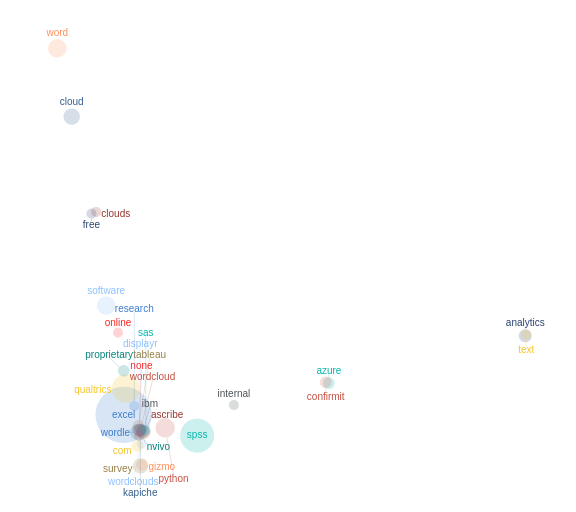 word
cloud
clouds
free
software
research
online
analytics
sas
displayr
text
proprietary
tableau
none
azure
wordcloud
qualtrics
internal
confirmit
ibm
excel
ascribe
wordle
spss
nvivo
com
survey
gizmo
python
wordclouds
kapiche